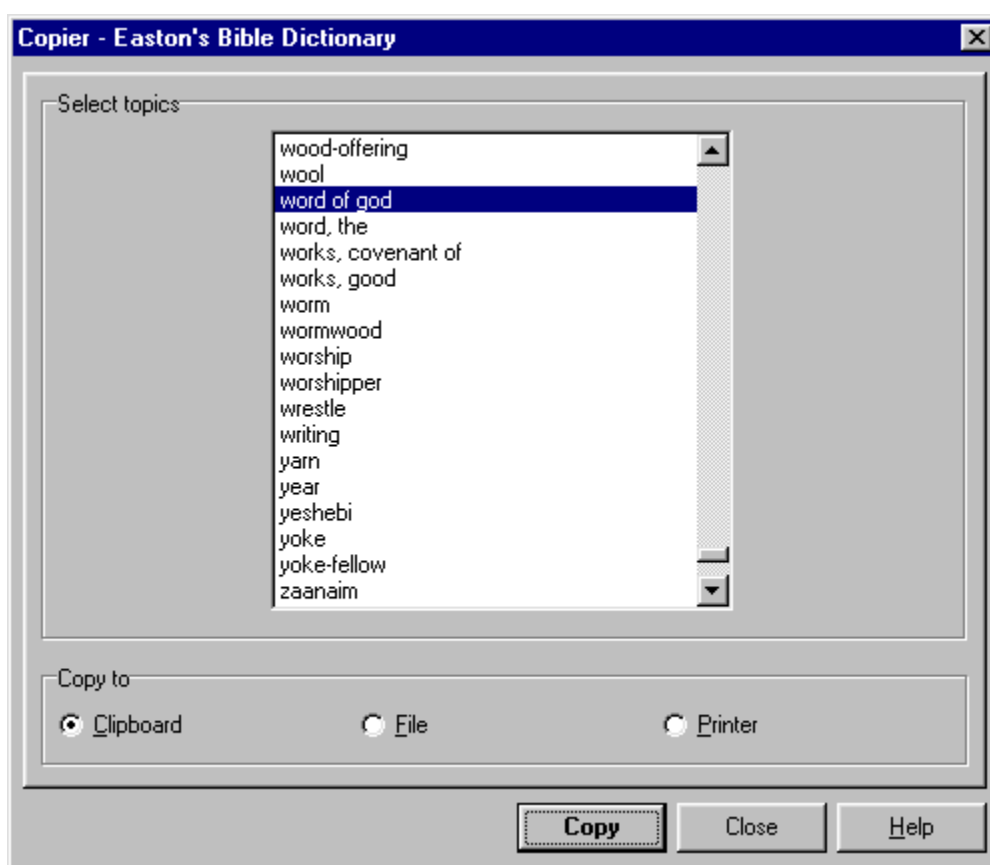 Copier - Easton's Bible Dictionary
Select topics
wood-offering
wool
word of god
word, the
works, covenant of
works, good
worm
wormwood
worship
worshipper
wrestle
writing
yarn
year
yeshebi
yoke
yoke-fellow
zaanaim
Copy to
Clipboard File Printer
Copy Close Help